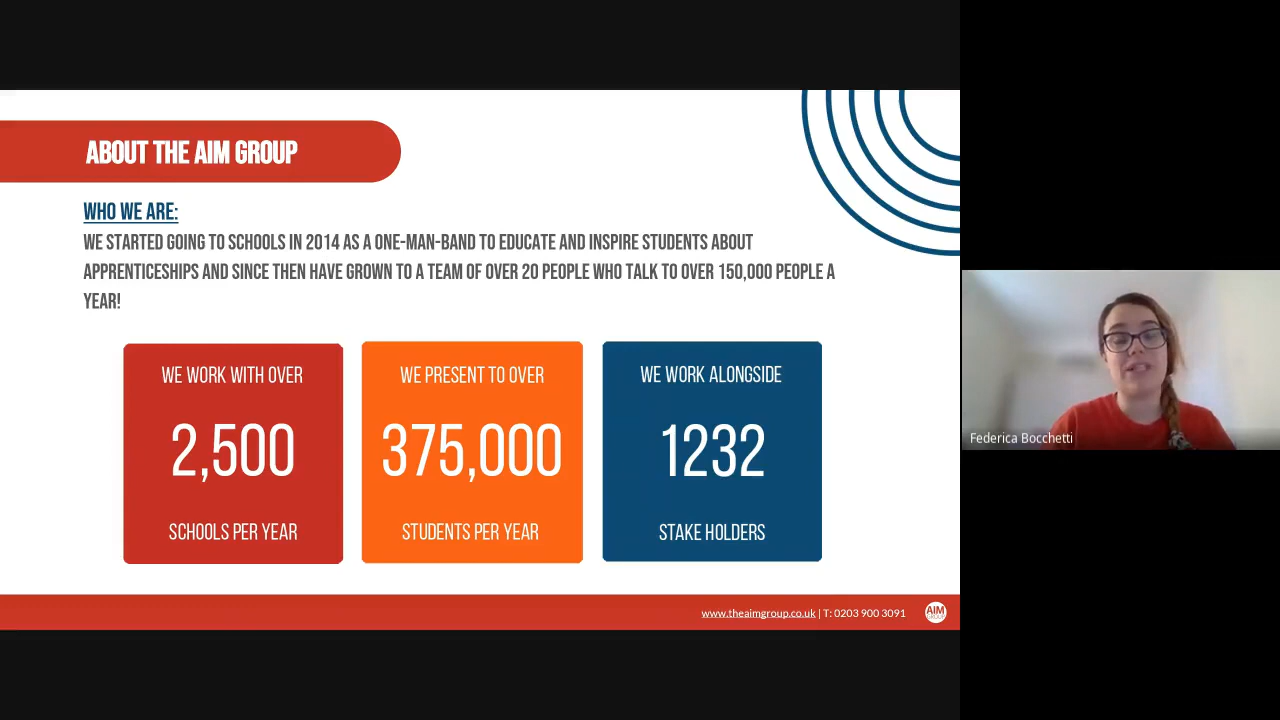 ABOUT THE AIM GROUP
WHO WE ARE:
WE STARTED GOING TO SCHOOLS IN 2014 AS A ONE-MAN-BAND TO EDUCATE AND INSPIRE STUDENTS ABOUT
APPRENTICESHIPS AND SINCE THEN HAVE GROWN TO A TEAM OF OVER 20 PEOPLE WHO TALK TO OVER 150,000 PEOPLE A
YEAR!
WE WORK WITH OVER
2,500
SCHOOLS PER YEAR
WE PRESENT TO OVER
375,000
STUDENTS PER YEAR
WE WORK ALONGSIDE
1232
STAKE HOLDERS
www.theaimgroup.co.uk | T: 0203 900 3091
AIM
GROUP
Federica Bocchetti